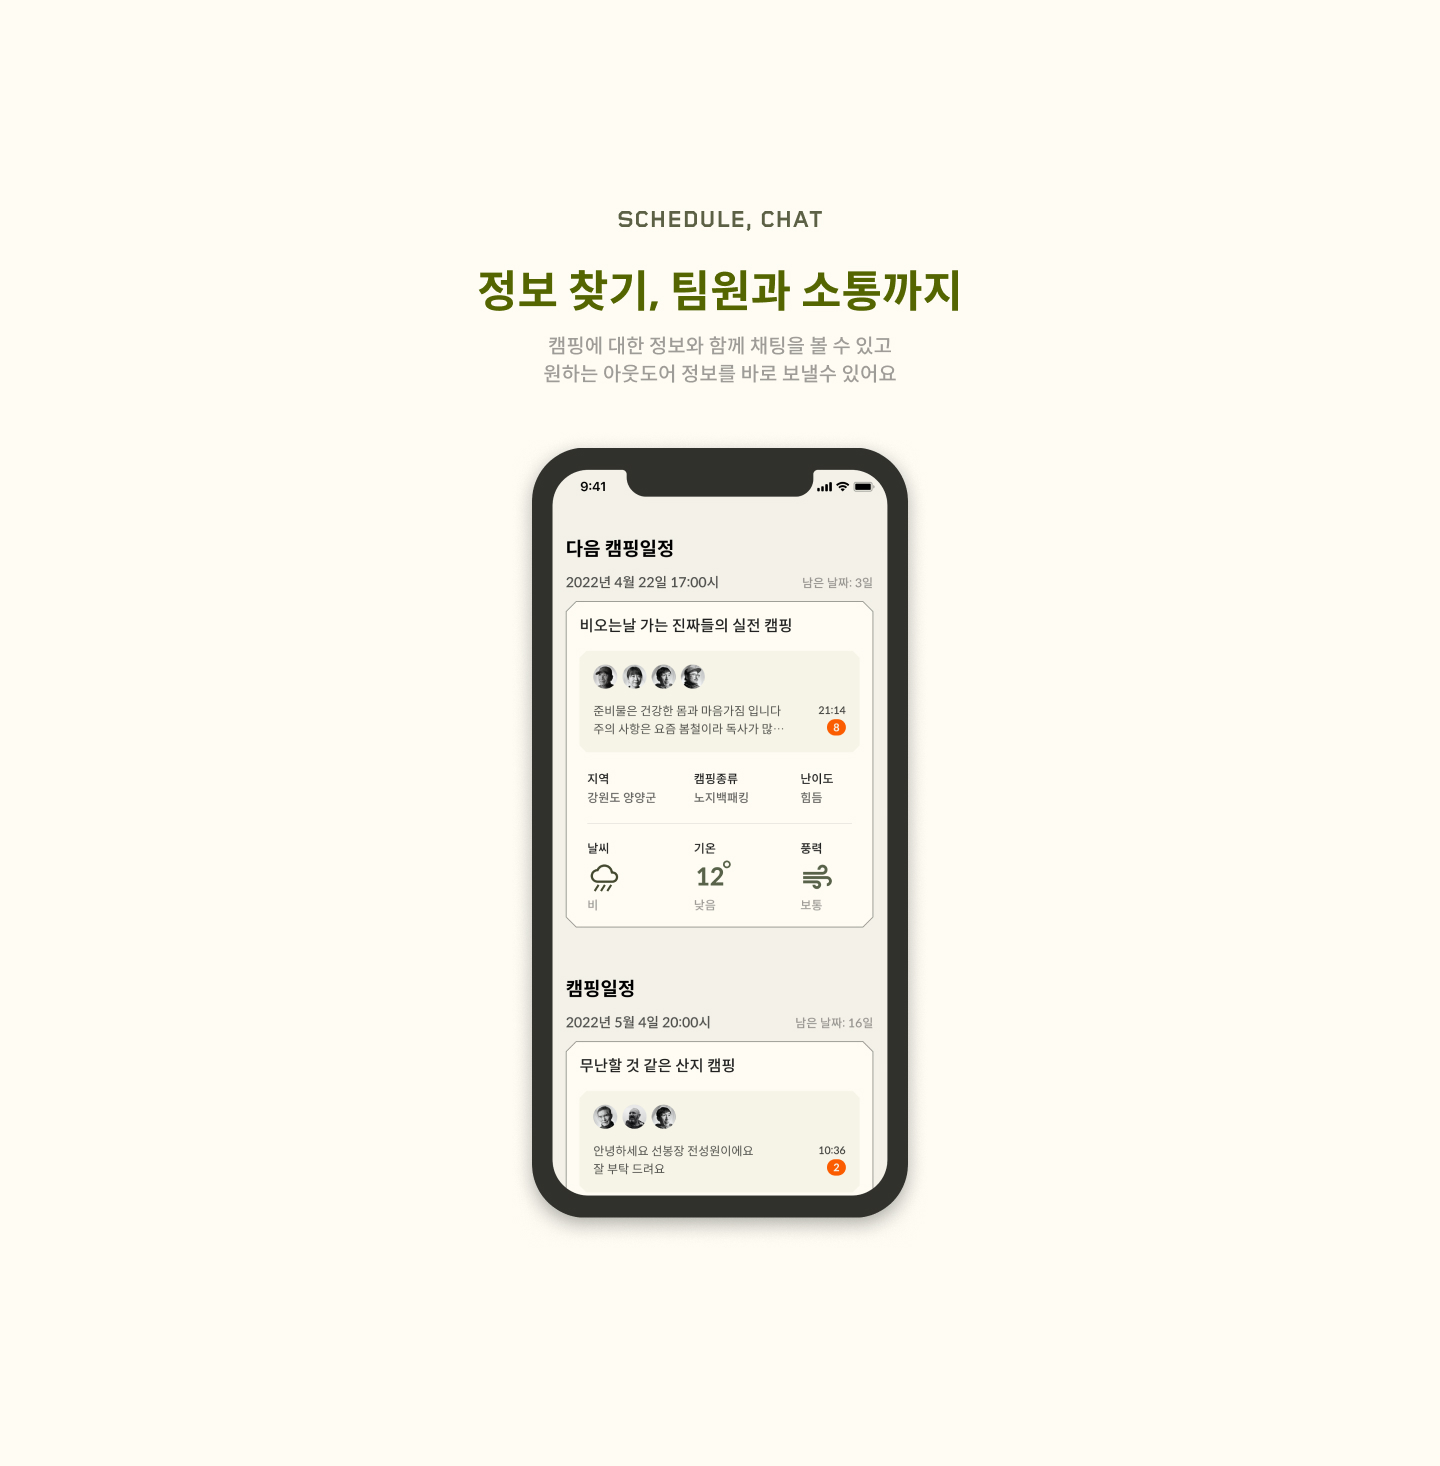 SCHEDULE, CHAT
정보 찾기, 팀원과 소통까지
캠핑에 대한 정보와 함께 채팅을 볼 수 있고
원하는 아웃도어 정보를 바로 보낼수 있어요
9:41
다음 캠핑일정
2022년 4월 22일 17:00시
남은 날짜: 3일
비오는날 가는 진짜들의 실전 캠핑
준비물은 건강한 몸과 마음가짐 입니다
21:14
주의 사항은 요즘 봄철이라 독사가 많…
8
지역
캠핑종류
난이도
강원도 양양군
노지백패킹
힘듬
날씨
기온
풍력
12°
비
낮음
보통
캠핑일정
2022년 5월 4일 20:00시
남은 날짜: 16일
무난할 것 같은 산지 캠핑
안녕하세요 선봉장 전성원이에요
10:36
잘 부탁 드려요
2